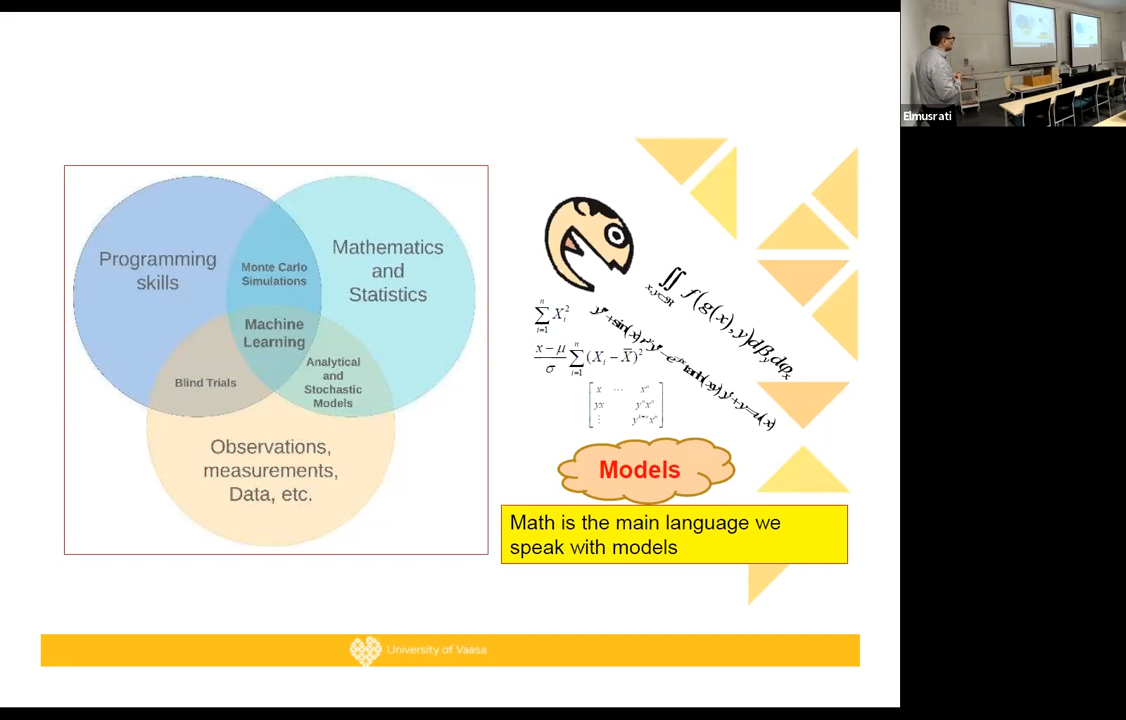 Elmusrati
Programming
skills
Mathematics
and
Statistics
Monte Carlo
Simulations
Machine
Learning
Blind Trials
Analytical
and
Stochastic
Models
Observations,
measurements,
Data, etc.
Models
Math is the main language we
speak with models
University of Vaasa